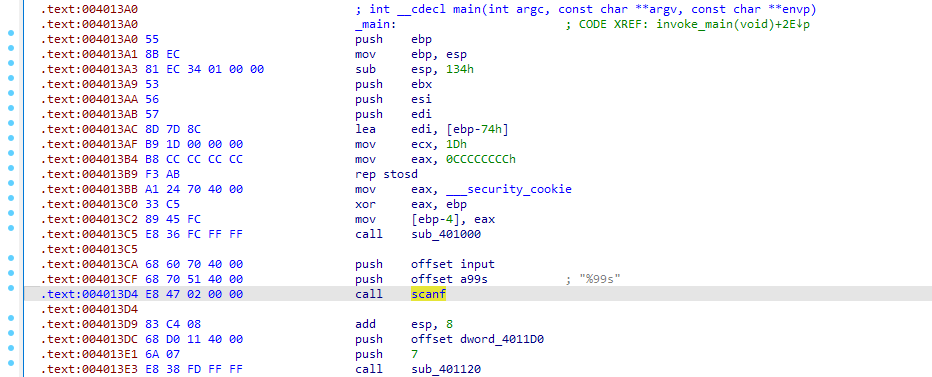 .text:004013A0 ; int __cdecl main(int argc, const char **argv, const char **envp)
.text:004013A0 _main: ; CODE XREF: invoke_main(void)+2E↓p
.text:004013A0 55 push ebp
.text:004013A1 8B EC mov ebp, esp
.text:004013A3 81 EC 34 01 00 00 sub esp, 134h
.text:004013A9 53 push ebx
.text:004013AA 56 push esi
.text:004013AB 57 push edi
.text:004013AC 8D 7D 8C lea edi, [ebp-74h]
.text:004013AF B9 1D 00 00 00 mov ecx, 1Dh
.text:004013B4 B8 CC CC CC CC mov eax, 0CCCCCCCCh
.text:004013B9 F3 AB rep stosd
.text:004013BB A1 24 70 40 00 mov eax, ___security_cookie
.text:004013C0 33 C5 xor eax, ebp
.text:004013C2 89 45 FC mov [ebp-4], eax
.text:004013C5 E8 36 FC FF FF call sub_401000
.text:004013C5
.text:004013CA 68 60 70 40 00 push offset input
.text:004013CF 68 70 51 40 00 push offset a99s ; "%99s"
.text:004013D4 E8 47 02 00 00 call scanf
.text:004013D4
.text:004013D9 83 C4 08 add esp, 8
.text:004013DC 68 D0 11 40 00 push offset dword_4011D0
.text:004013E1 6A 07 push 7
.text:004013E3 E8 38 FD FF FF call sub_401120